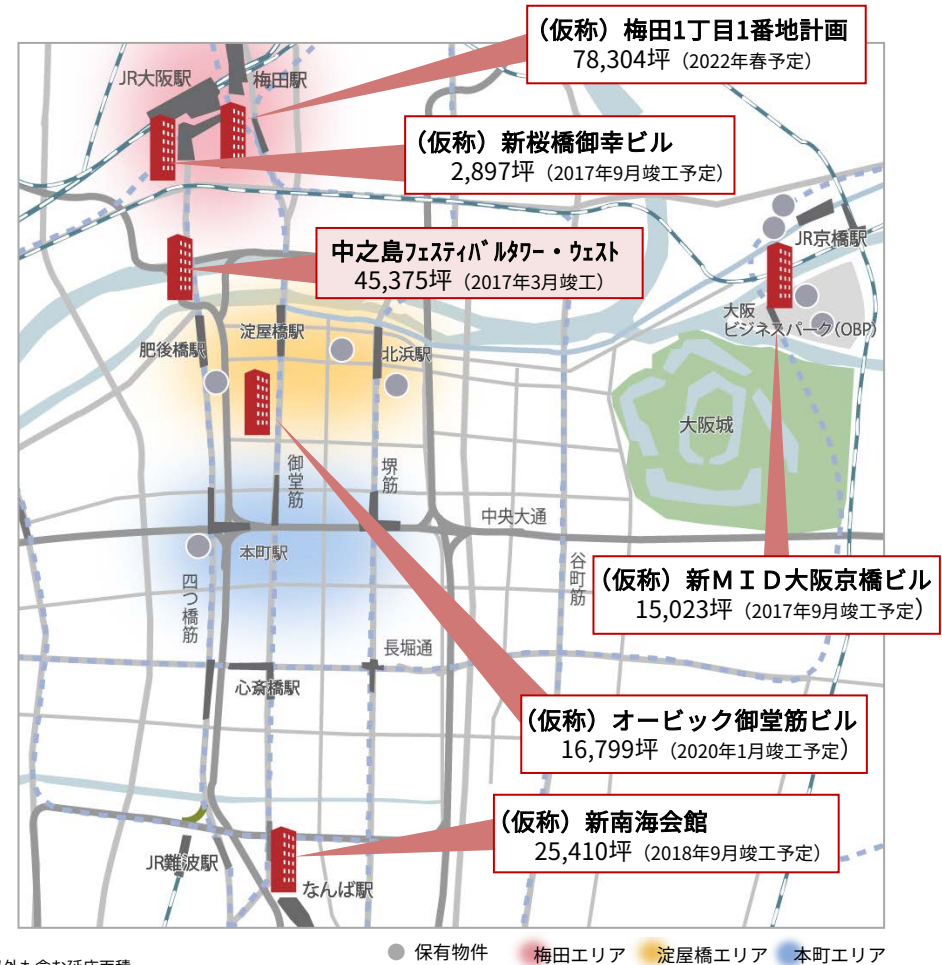 （仮称）梅田1丁目1番地計画
78,304坪（2022年春予定）
JR大阪駅
梅田駅
（仮称）新桜橋御幸ビル
2,897坪（2017年9月竣工予定）
JR京橋駅
中之島ﾌｪｽﾃｨﾊﾞﾙﾀﾜｰ・ｳｪｽﾄ
45,375坪（2017年3月竣工）
大阪
ビジネスパーク(OBP)
淀屋橋駅
肥後橋駅
北浜駅
大阪城
御堂筋
堺筋
中央大通
本町駅
谷町筋
四つ橋筋
（仮称）新ＭＩＤ大阪京橋ビル
15,023坪（2017年9月竣工予定）
長堀通
心斎橋駅
（仮称）オービック御堂筋ビル
16,799坪（2020年1月竣工予定）
（仮称）新南海会館
25,410坪（2018年9月竣工予定）
JR難波駅
なんば駅
保有物件
梅田エリア
淀屋橋エリア
本町エリア